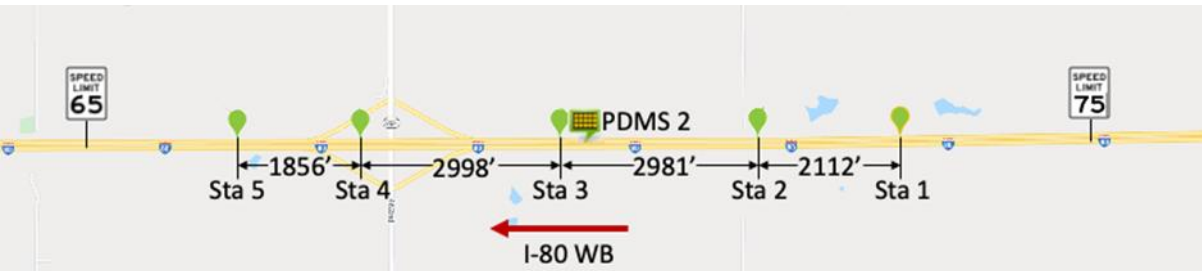 SPEED
LIMIT
65
SPEED
LIMIT
75
PDMS 2
1856’
2998’
2981’
2112’
Sta 5
Sta 4
Sta 3
Sta 2
Sta 1
I-80 WB